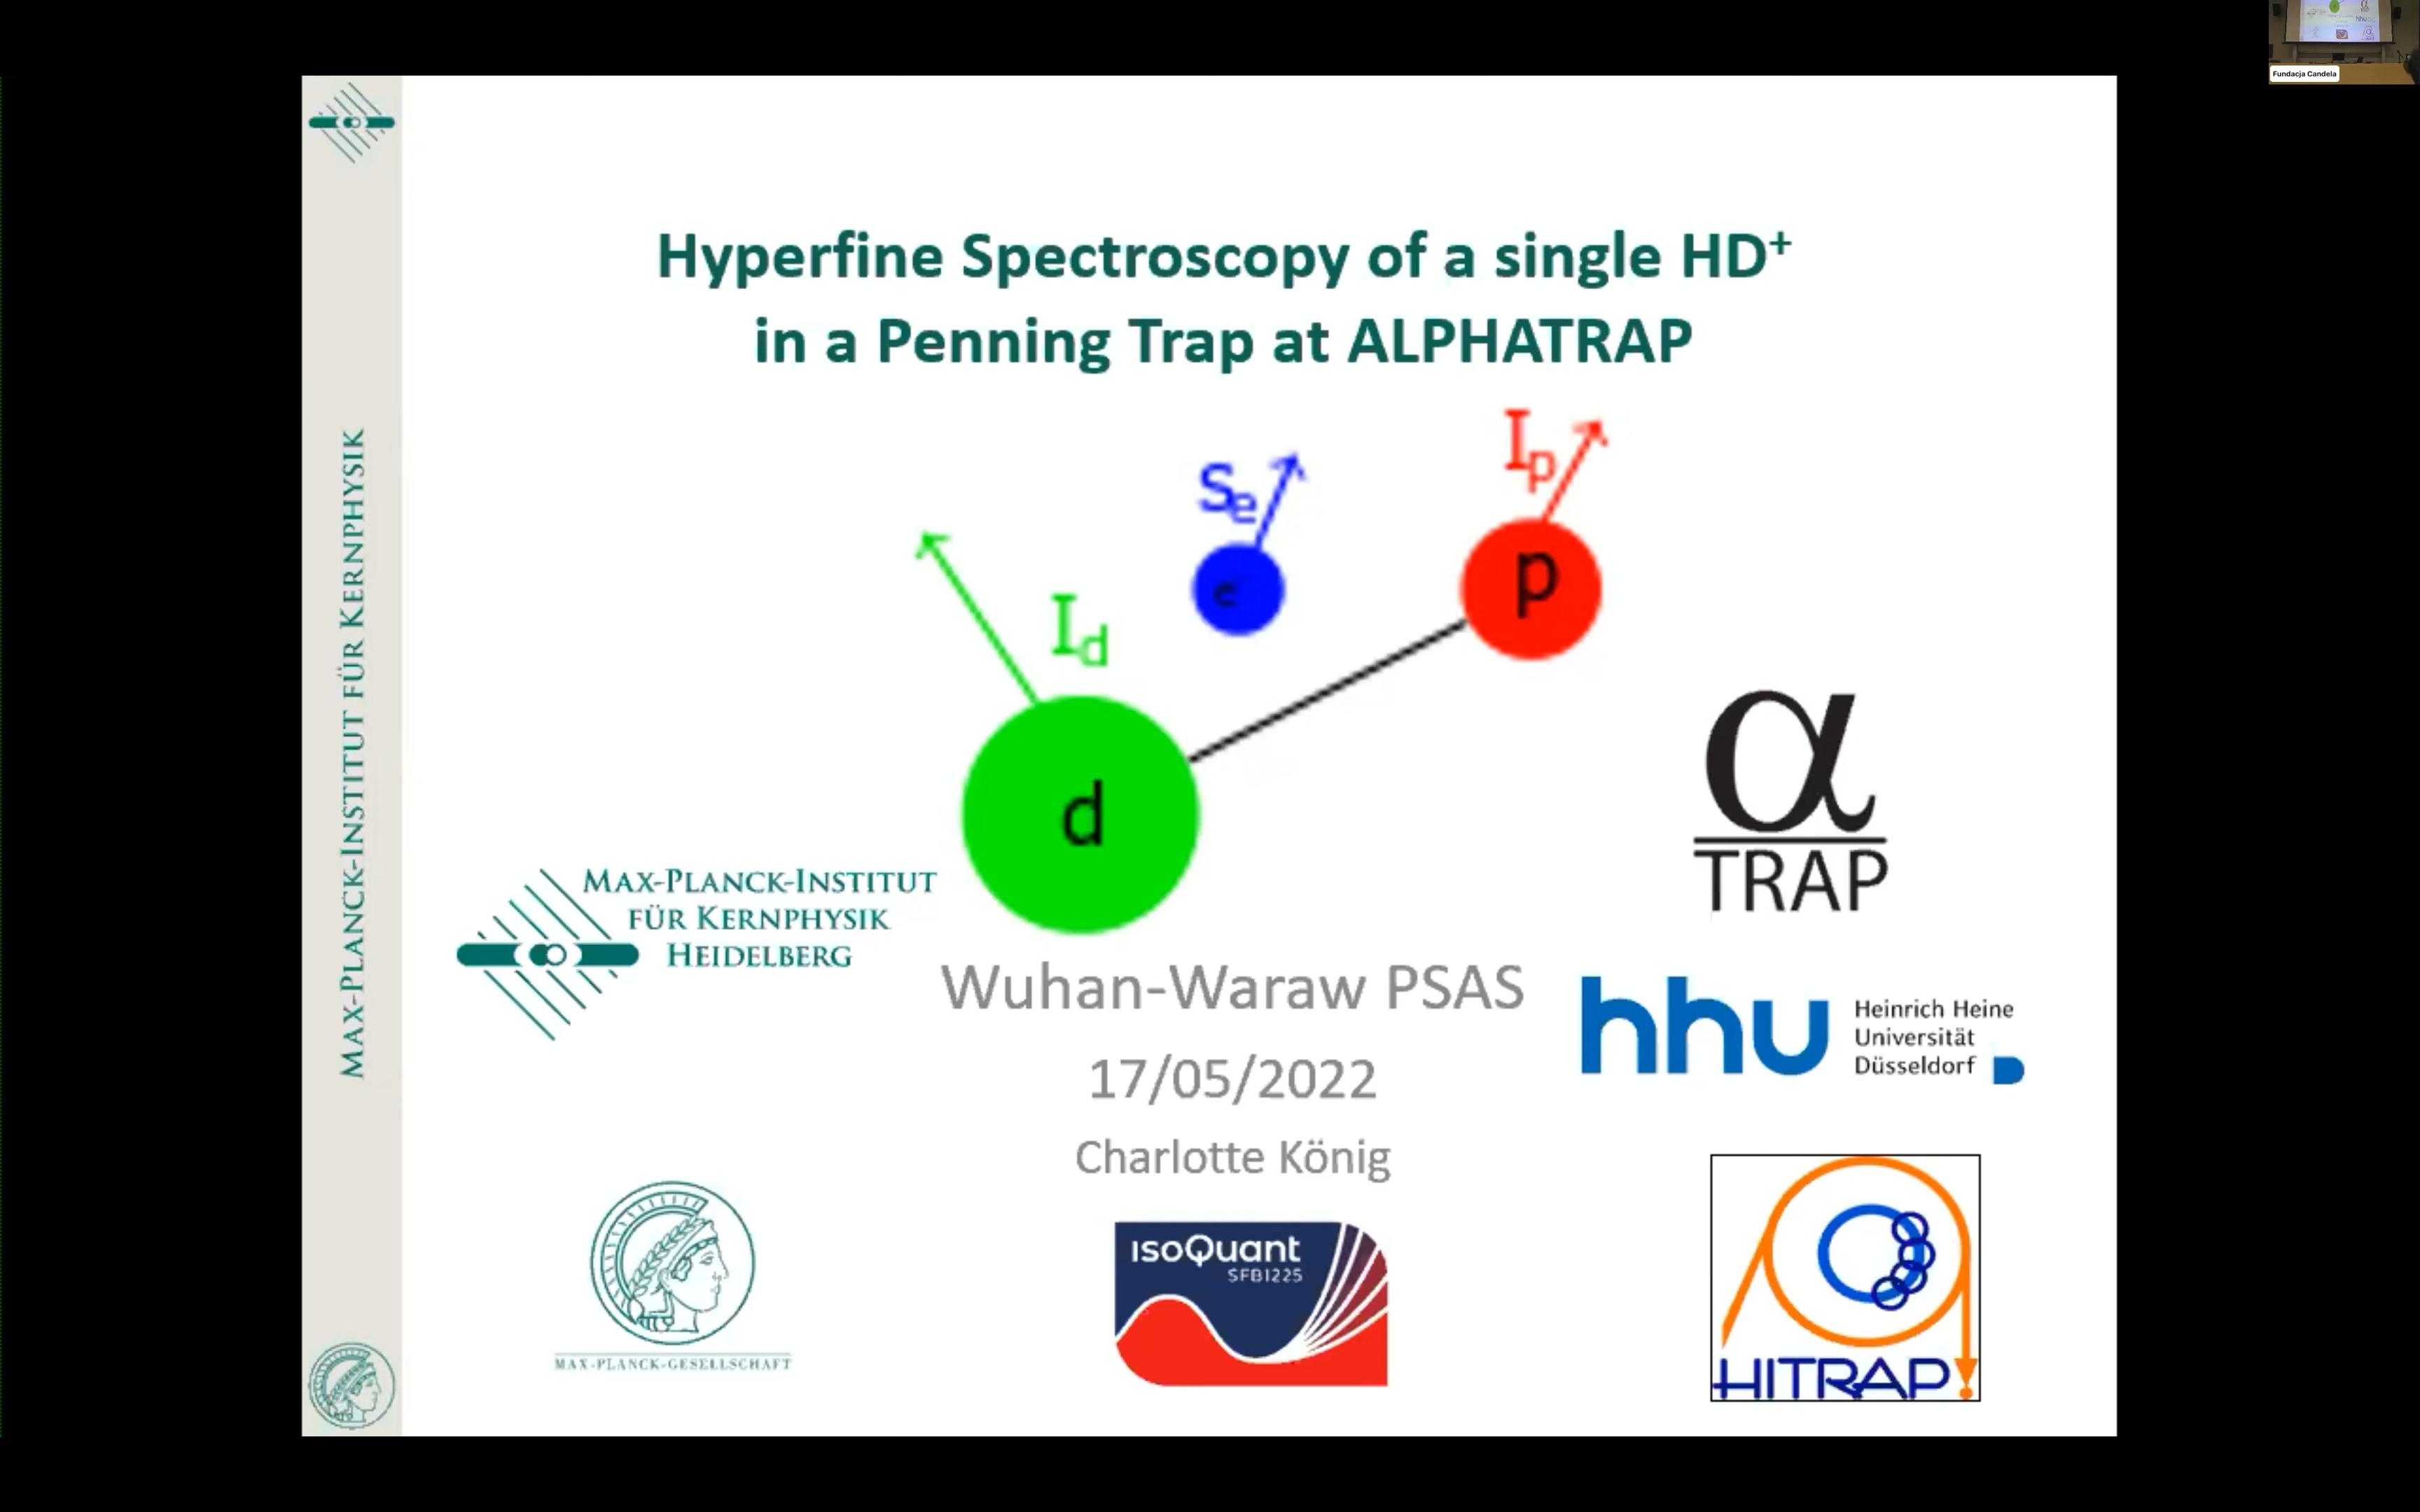 Fundacja Candela
MAX-PLANCK-INSTITUT FÜR KERNPHYSIK
Hyperfine Spectroscopy of a single HD⁺
in a Penning Trap at ALPHATRAP
I_p
S_e
I_d
e
p
d
α
TRAP
MAX-PLANCK-INSTITUT
FÜR KERNPHYSIK
HEIDELBERG
Wuhan-Waraw PSAS
17/05/2022
Charlotte König
hhu
Heinrich Heine
Universität
Düsseldorf
MAX-PLANCK-GESELLSCHAFT
isoQuant
SFB1225
HITRAP